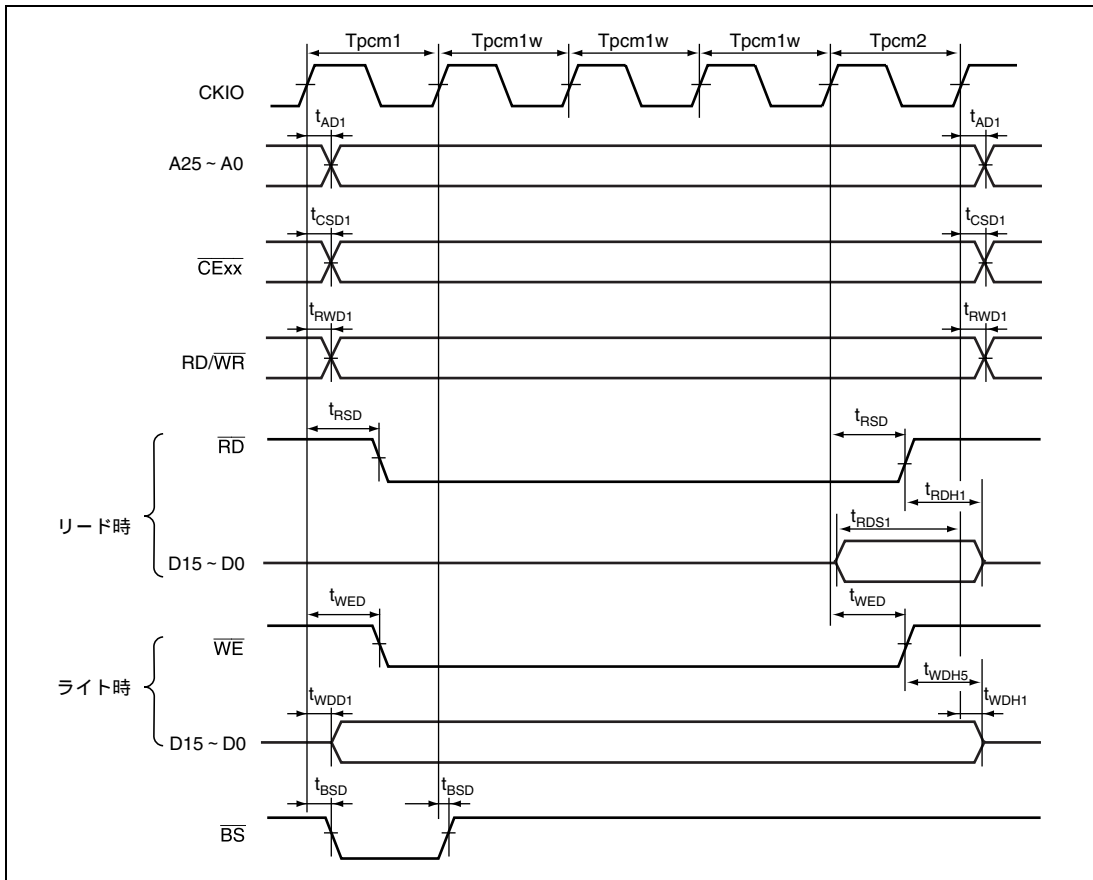 Tpcm1 Tpcm1w Tpcm1w Tpcm1w Tpcm2
CKIO
tAD1 tAD1
A25 ~ A0
tCSD1 tCSD1
CExx
tRWD1 tRWD1
RD/WR
tRSD tRSD
RD
tRDH1
リード時
tRDS1
D15 ~ D0
tWED tWED
WE
tWDH5
ライト時
tWDD1 tWDH1
D15 ~ D0
tBSD tBSD
BS